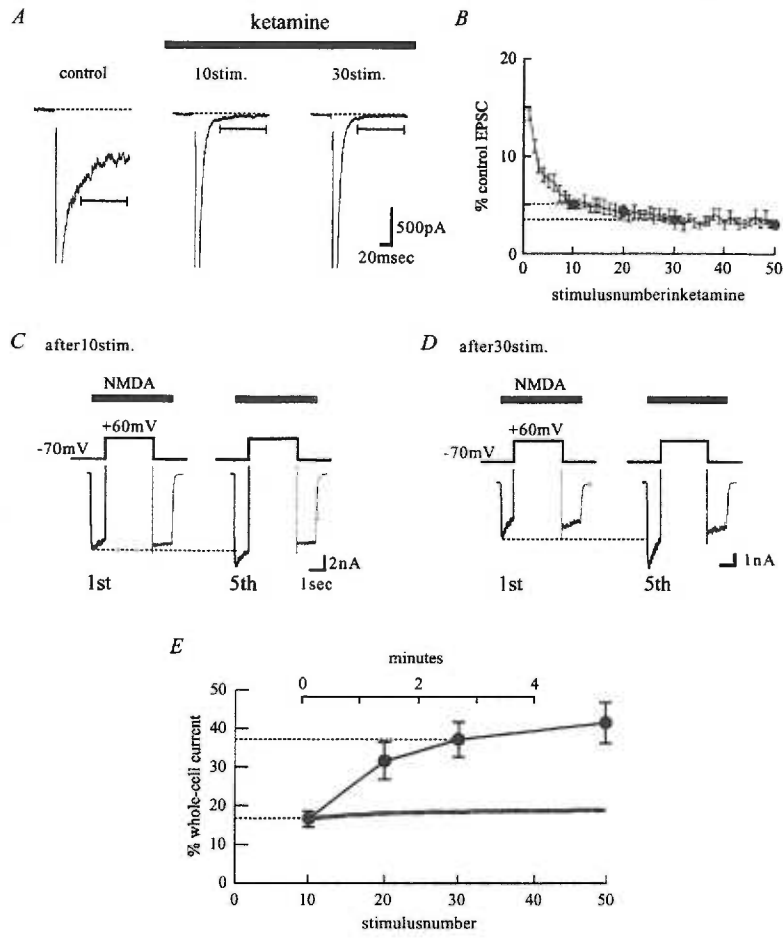 A
ketamine
control
10stim.
30stim.
500pA
20msec
B
% control EPSC
20
15
10
5
0
0 10 20 30 40 50
stimulusnumberinketamine
C after10stim.
NMDA
+60mV
-70mV
1st
5th
2nA
1sec
D after30stim.
NMDA
+60mV
-70mV
1st
5th
1nA
E
minutes
0 2 4
% whole-cell current
50
40
30
20
10
0
0 10 20 30 40 50
stimulusnumber